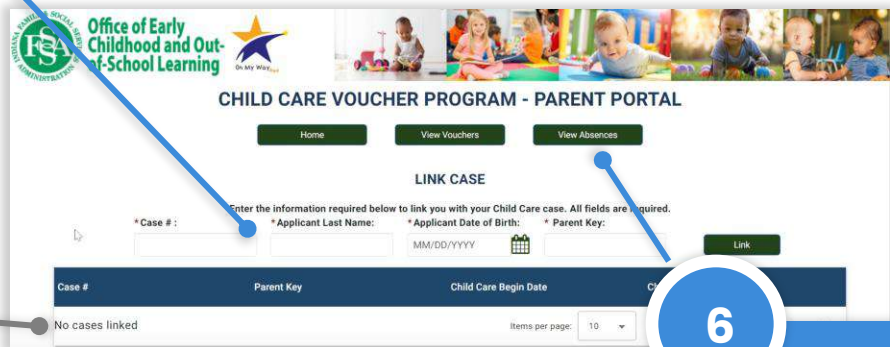 Office of Early
Childhood and Out-
of-School Learning
FSSA
On My Way
CHILD CARE VOUCHER PROGRAM - PARENT PORTAL
Home View Vouchers View Absences
LINK CASE
Enter the information required below to link you with your Child Care case. All fields are required.
*Case # : *Applicant Last Name: *Applicant Date of Birth: * Parent Key:
MM/DD/YYYY Link
Case # Parent Key Child Care Begin Date
No cases linked Items per page: 10
6